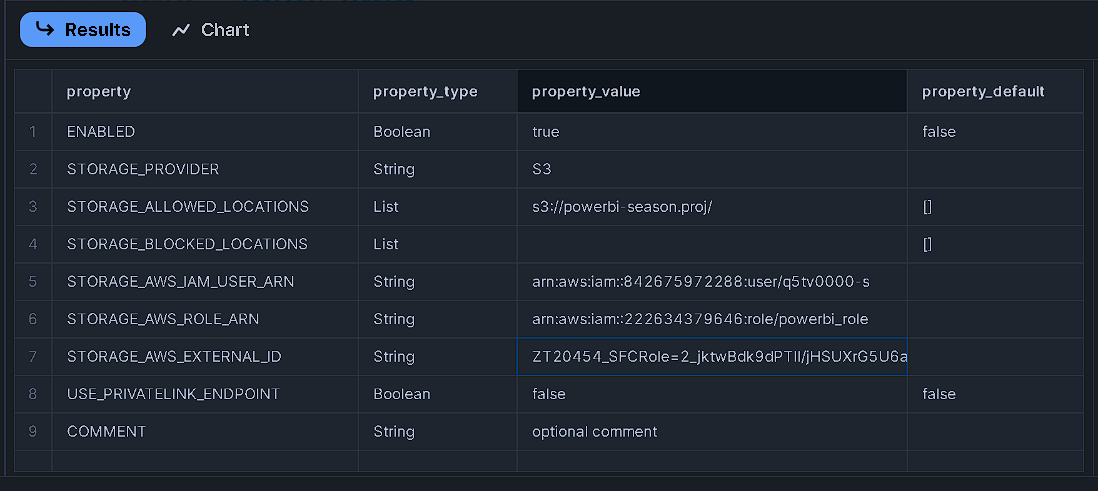 Results Chart
property property_type property_value property_default
1 ENABLED Boolean true false
2 STORAGE_PROVIDER String S3
3 STORAGE_ALLOWED_LOCATIONS List s3://powerbi-season.proj/ []
4 STORAGE_BLOCKED_LOCATIONS List []
5 STORAGE_AWS_IAM_USER_ARN String arn:aws:iam::842675972288:user/q5tv0000-s
6 STORAGE_AWS_ROLE_ARN String arn:aws:iam::222634379646:role/powerbi_role
7 STORAGE_AWS_EXTERNAL_ID String ZT20454_SFCRole=2_jktwBdk9dPTII/jHSUXrG5U6a
8 USE_PRIVATELINK_ENDPOINT Boolean false false
9 COMMENT String optional comment